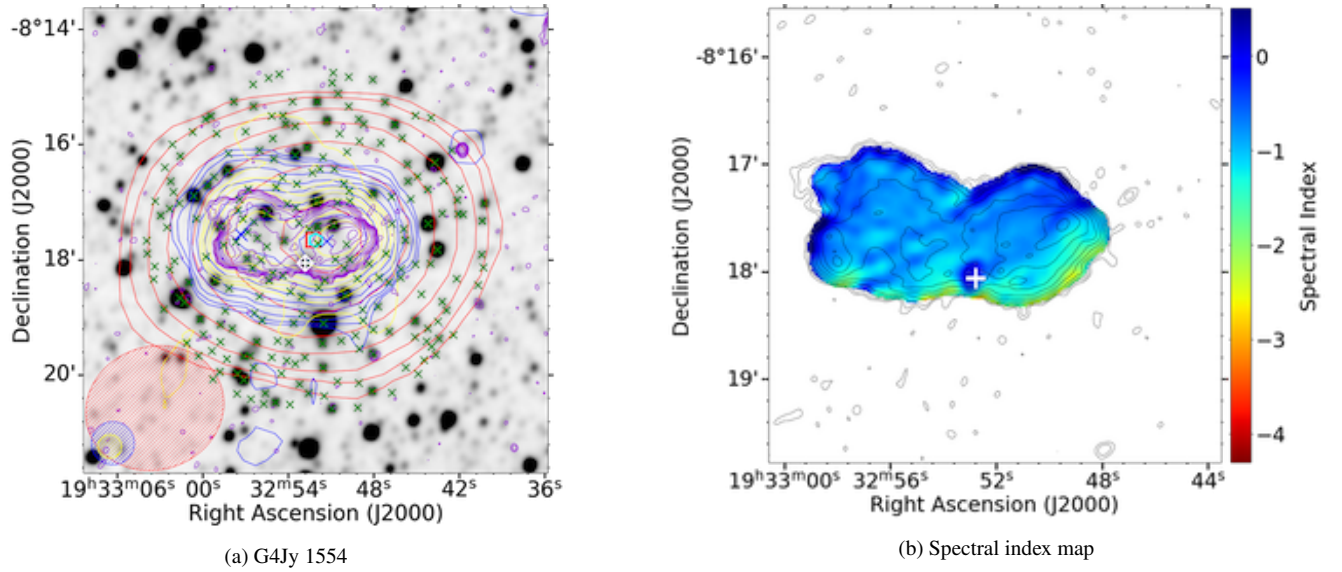 -8°14'
16'
18'
20'
Declination (J2000)
19ʰ33ᵐ06ˢ 00ˢ 32ᵐ54ˢ 48ˢ 42ˢ 36ˢ
Right Ascension (J2000)
(a) G4Jy 1554
-8°16'
17'
18'
19'
Declination (J2000)
19ʰ33ᵐ00ˢ 32ᵐ56ˢ 52ˢ 48ˢ 44ˢ
Right Ascension (J2000)
0
−1
−2
−3
−4
Spectral Index
(b) Spectral index map